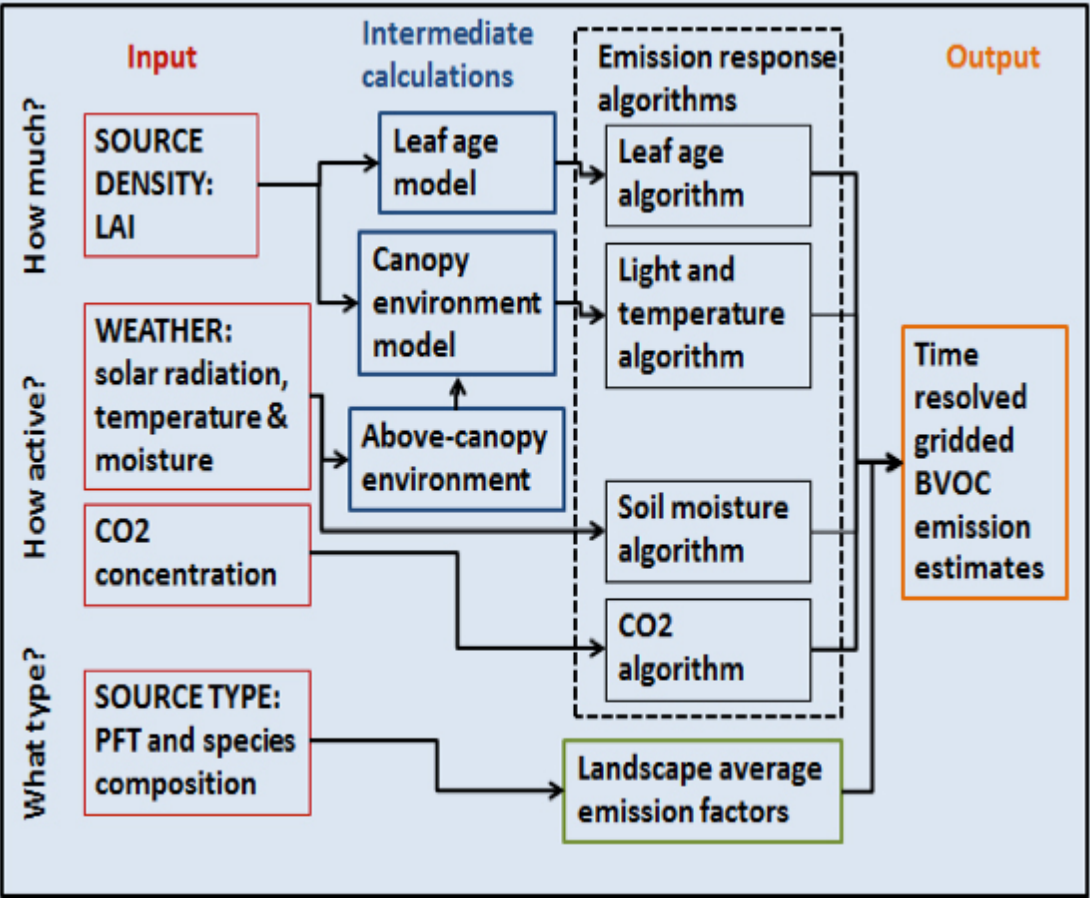 Input
Intermediate
calculations
Emission response
algorithms
Output
How much?
SOURCE
DENSITY:
LAI
Leaf age
model
Leaf age
algorithm
Canopy
environment
model
Light and
temperature
algorithm
How active?
WEATHER:
solar radiation,
temperature &
moisture
Above-canopy
environment
Soil moisture
algorithm
CO2
concentration
CO2
algorithm
Time
resolved
gridded
BVOC
emission
estimates
What type?
SOURCE TYPE:
PFT and species
composition
Landscape average
emission factors